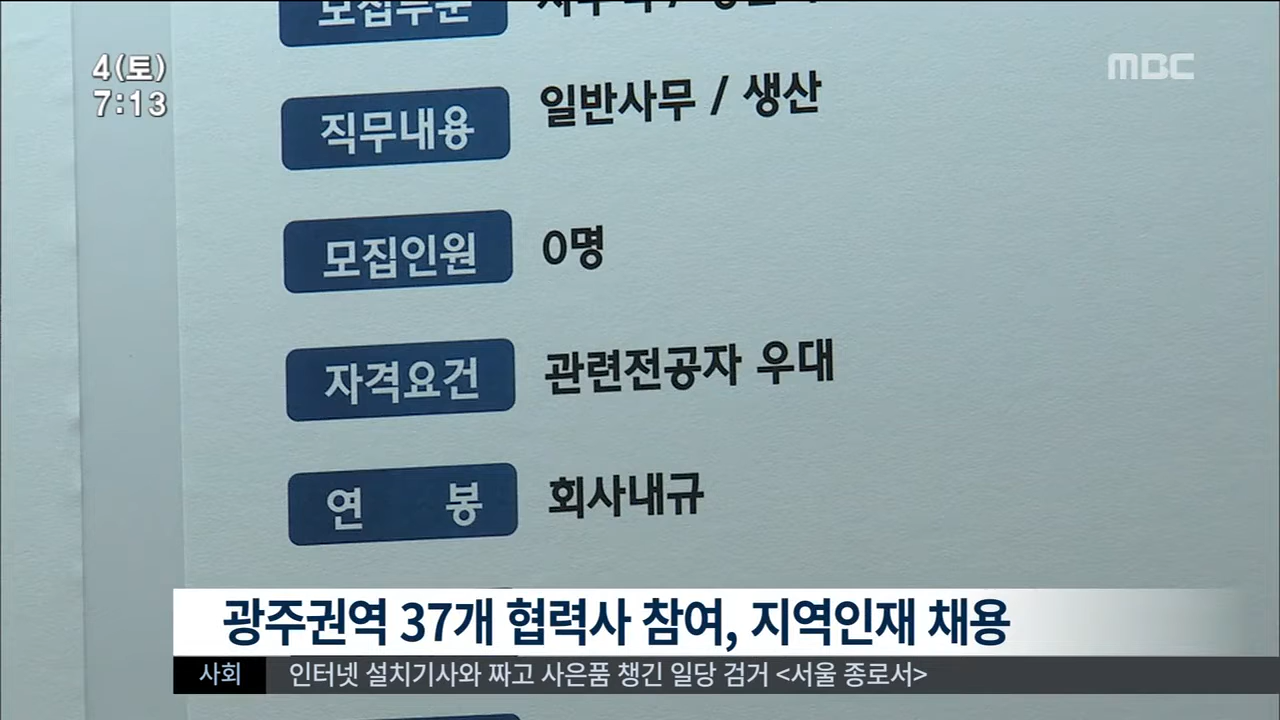 모집부문
4(토)
7:13
MBC
직무내용 일반사무 / 생산
모집인원 0명
자격요건 관련전공자 우대
연 봉 회사내규
광주권역 37개 협력사 참여, 지역인재 채용
사회 인터넷 설치기사와 짜고 사은품 챙긴 일당 검거 <서울 종로서>